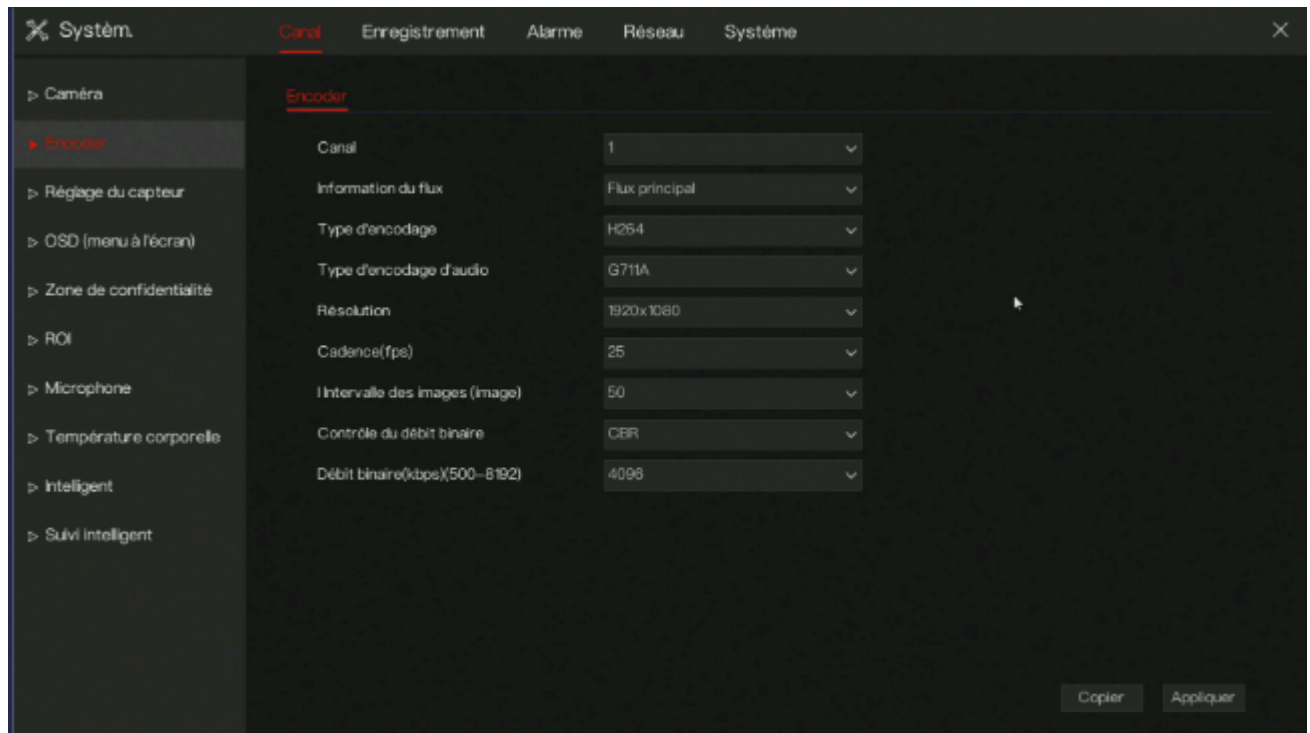 Systèm.
Canal Enregistrement Alarme Réseau Système
Caméra
Encoder
Réglage du capteur
OSD (menu à l'écran)
Zone de confidentialité
ROI
Microphone
Température corporelle
Intelligent
Suivi intelligent
Encoder
Canal 1
Information du flux Flux principal
Type d'encodage H264
Type d'encodage d'audio G711A
Résolution 1920x1080
Cadence(fps) 25
I Intervalle des images (image) 50
Contrôle du débit binaire CBR
Débit binaire(kbps)(500~8192) 4096
Copier Appliquer